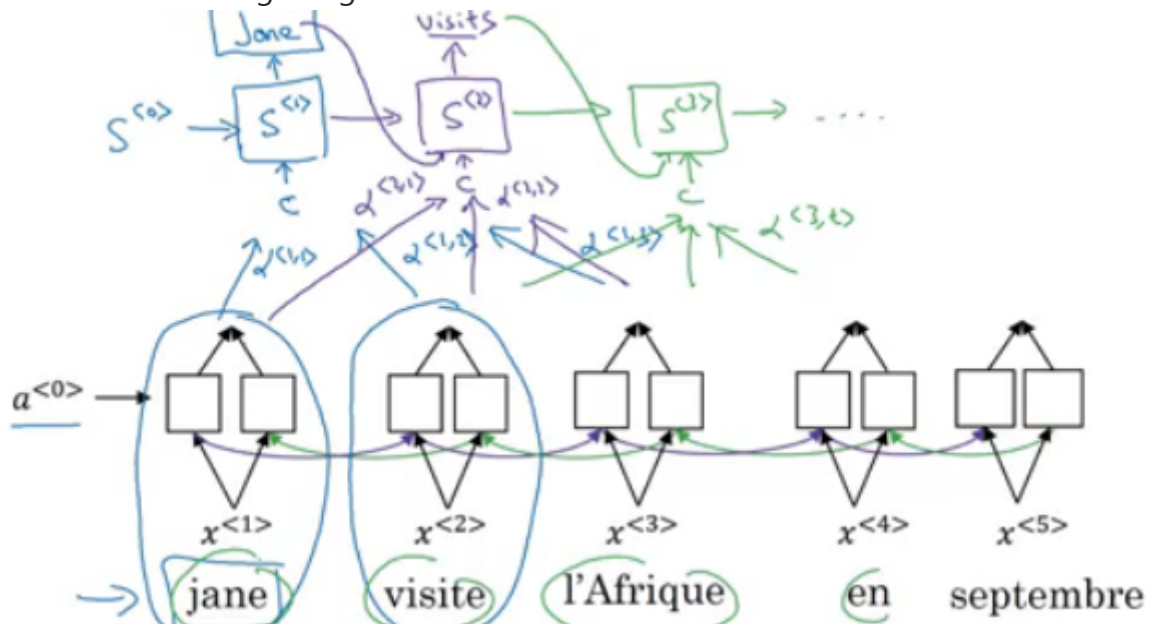 Jane visits
S<0> S<1> S<2> S<3> ....
c c c
α<2,1> α<2,2>
α<1,1> α<1,2> α<1,3> α<3,t>
a<0>
x<1> x<2> x<3> x<4> x<5>
jane visite l'Afrique en septembre